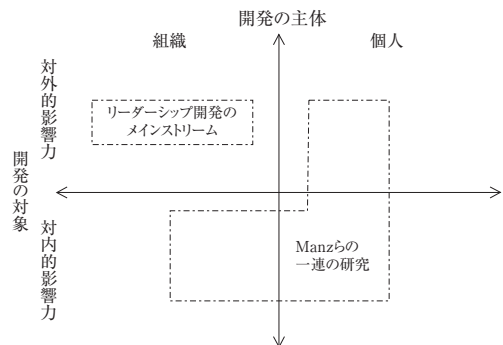 開発の主体
組織
個人
対外的影響力
リーダーシップ開発の
メインストリーム
開発の対象
対内的影響力
Manzらの
一連の研究